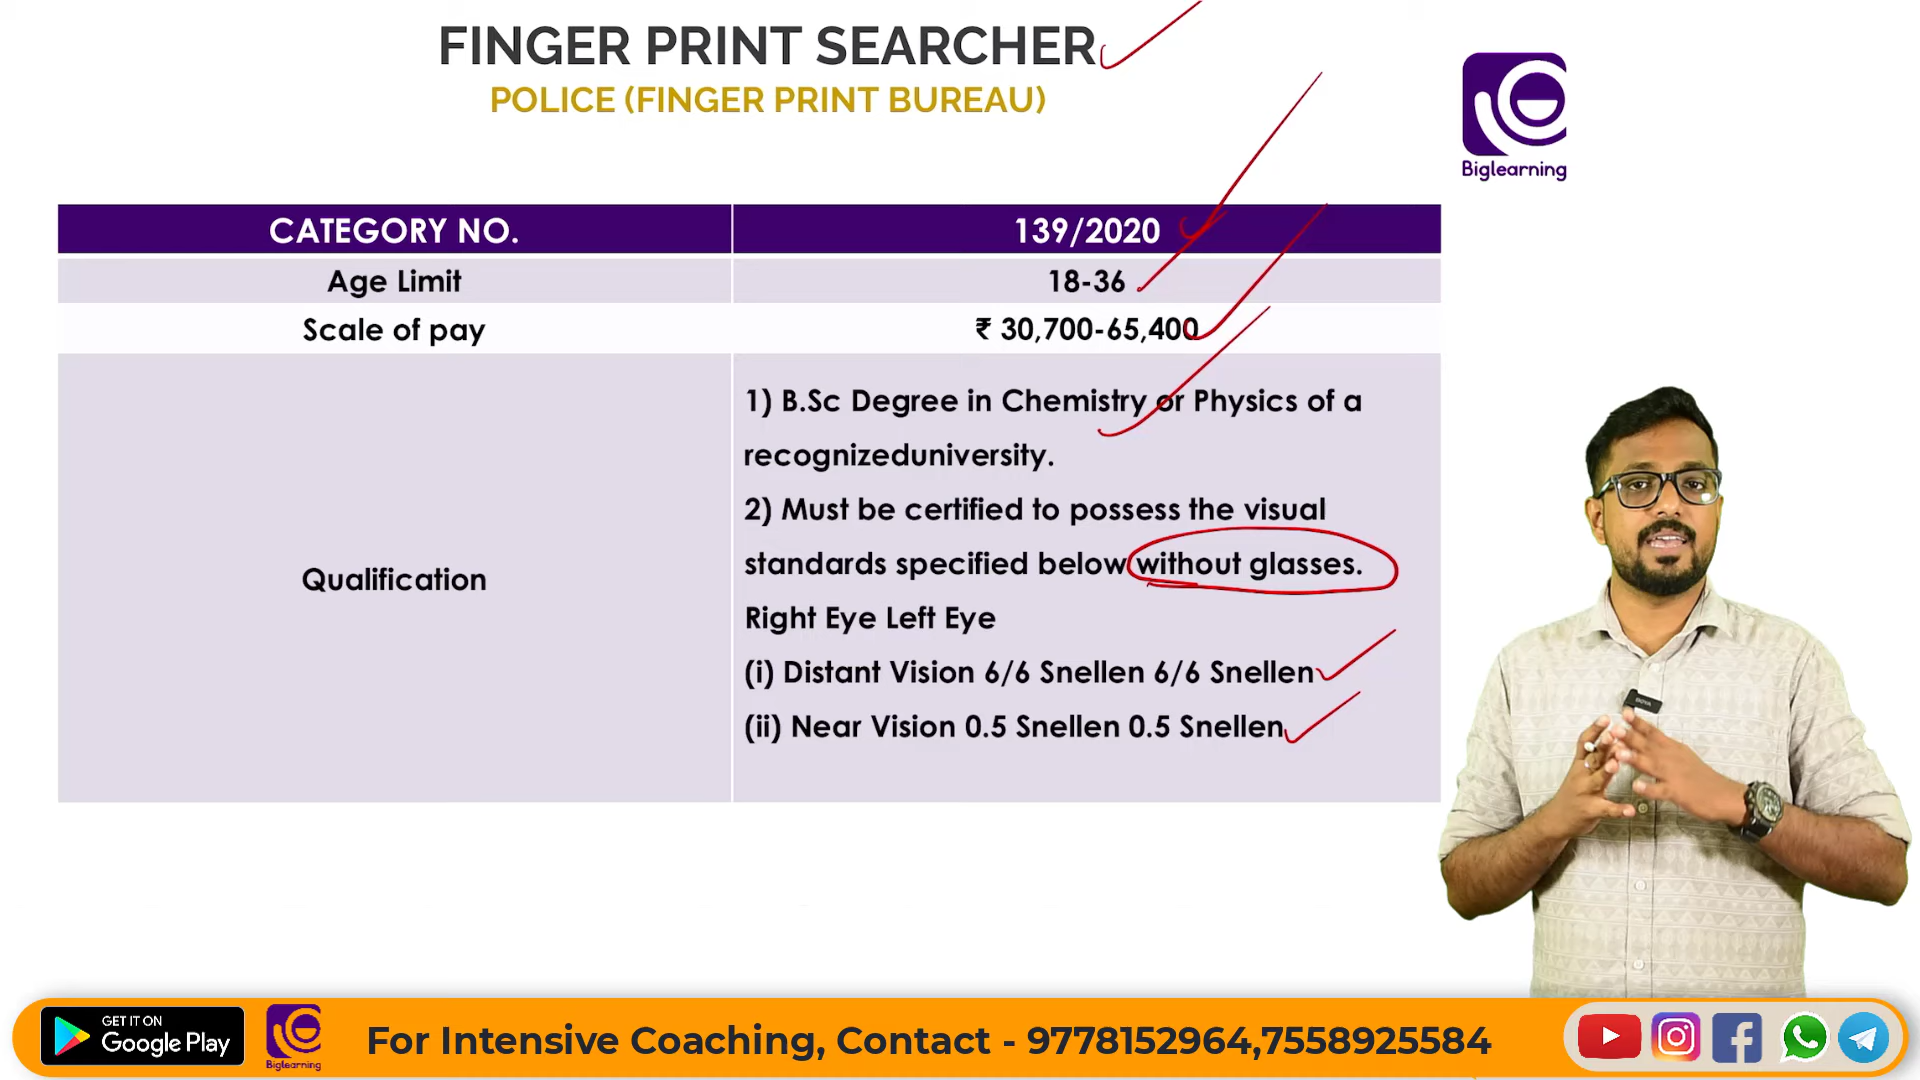 FINGER PRINT SEARCHER
POLICE (FINGER PRINT BUREAU)
Biglearning
CATEGORY NO. 139/2020
Age Limit 18-36
Scale of pay ₹ 30,700-65,400
Qualification
1) B.Sc Degree in Chemistry or Physics of a
recognizeduniversity.
2) Must be certified to possess the visual
standards specified below without glasses.
Right Eye Left Eye
(i) Distant Vision 6/6 Snellen 6/6 Snellen
(ii) Near Vision 0.5 Snellen 0.5 Snellen
BOYA
GET IT ON
Google Play
Biglearning
For Intensive Coaching, Contact - 9778152964,7558925584